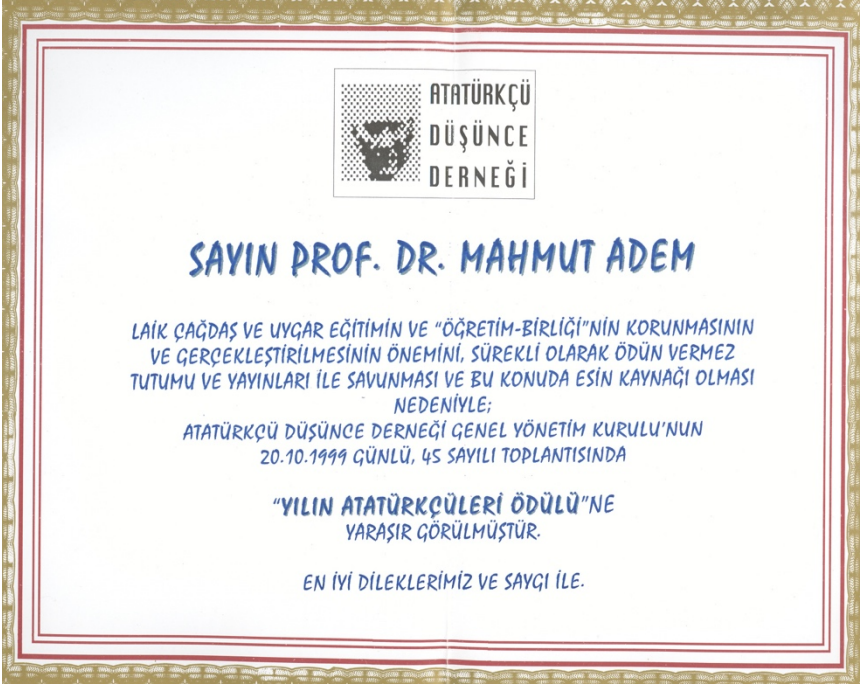 ATATÜRKÇÜ
DÜŞÜNCE
DERNEĞİ
SAYIN PROF. DR. MAHMUT ADEM
LAİK ÇAĞDAŞ VE UYGAR EĞİTİMİN VE “ÖĞRETİM-BİRLİĞİ”NİN KORUNMASININ
VE GERÇEKLEŞTİRİLMESİNİN ÖNEMİNİ, SÜREKLİ OLARAK ÖDÜN VERMEZ
TUTUMU VE YAYINLARI İLE SAVUNMASI VE BU KONUDA ESİN KAYNAĞI OLMASI
NEDENİYLE;
ATATÜRKÇÜ DÜŞÜNCE DERNEĞİ GENEL YÖNETİM KURULU’NUN
20.10.1999 GÜNLÜ, 45 SAYILI TOPLANTISINDA
“YILIN ATATÜRKÇÜLERİ ÖDÜLÜ”NE
YARAŞIR GÖRÜLMÜŞTÜR.
EN İYİ DİLEKLERİMİZ VE SAYGI İLE.